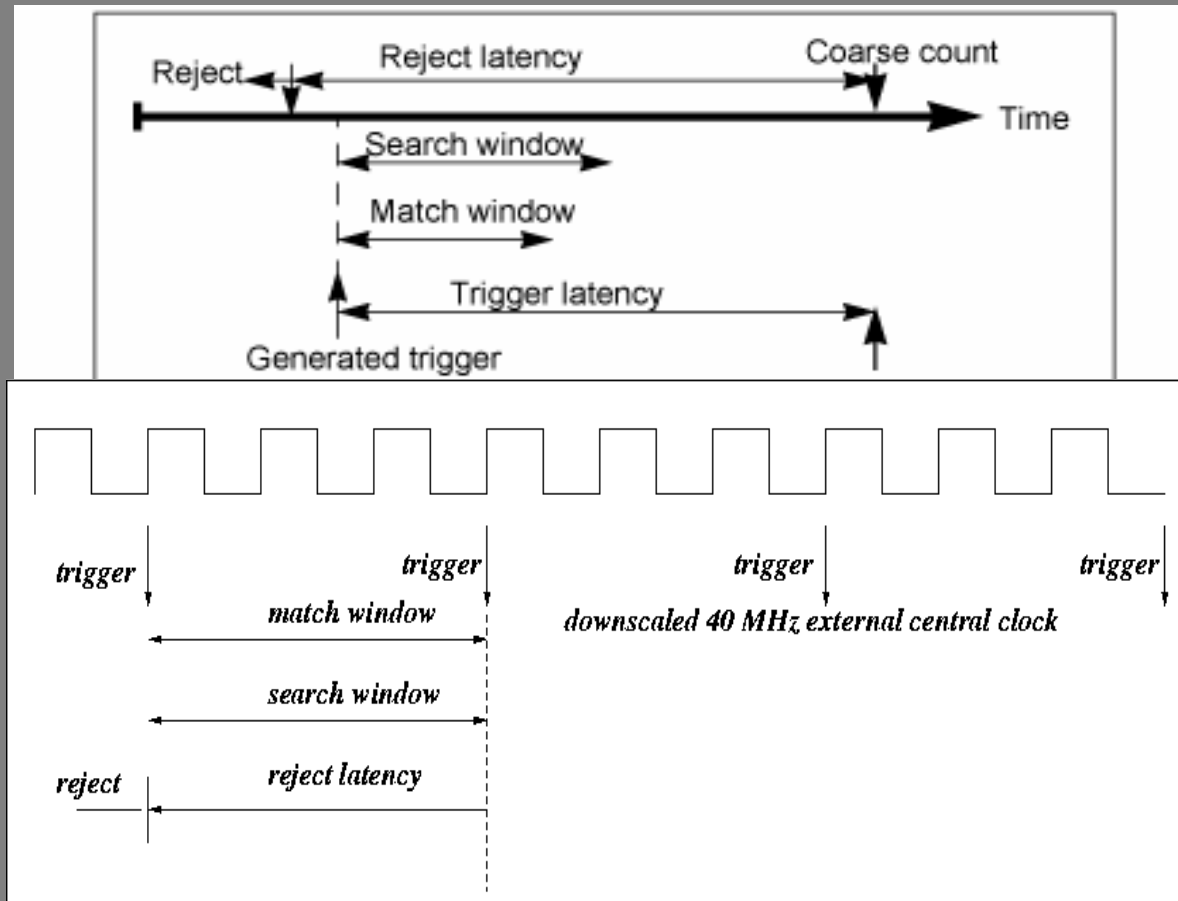 Reject
Reject latency
Coarse count
Time
Search window
Match window
Trigger latency
Generated trigger
trigger
trigger
trigger
trigger
match window
downscaled 40 MHz external central clock
search window
reject
reject latency